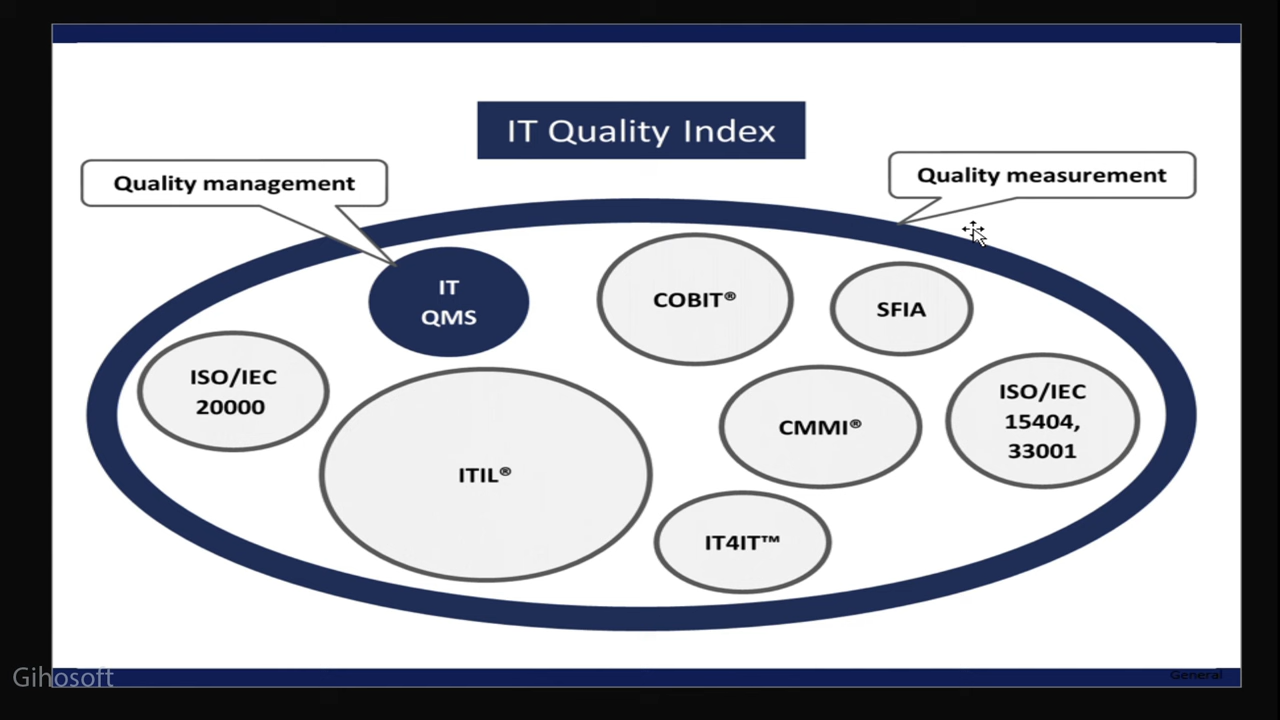 IT Quality Index
Quality management
Quality measurement
IT
QMS
COBIT®
SFIA
ISO/IEC
20000
ISO/IEC
15404,
33001
CMMI®
ITIL®
IT4IT™
Gihosoft
General